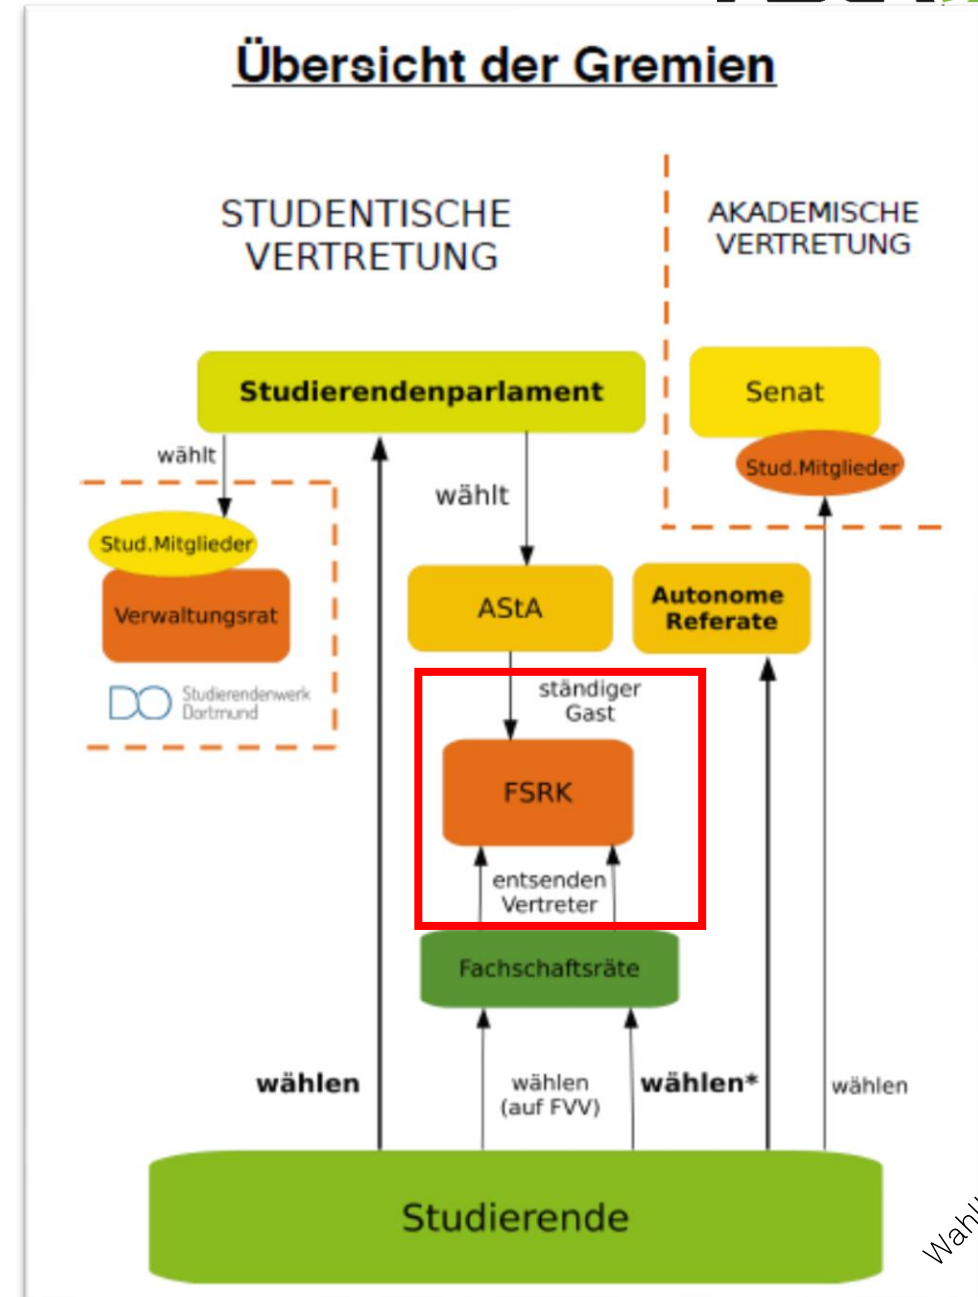 Übersicht der Gremien
STUDENTISCHE
VERTRETUNG
AKADEMISCHE
VERTRETUNG
Studierendenparlament
Senat
Stud.Mitglieder
wählt
wählt
Stud.Mitglieder
Verwaltungsrat
DO Studierendenwerk
Dortmund
AStA
Autonome
Referate
ständiger
Gast
FSRK
entsenden
Vertreter
Fachschaftsräte
wählen
wählen
(auf FVV)
wählen*
wählen
Studierende